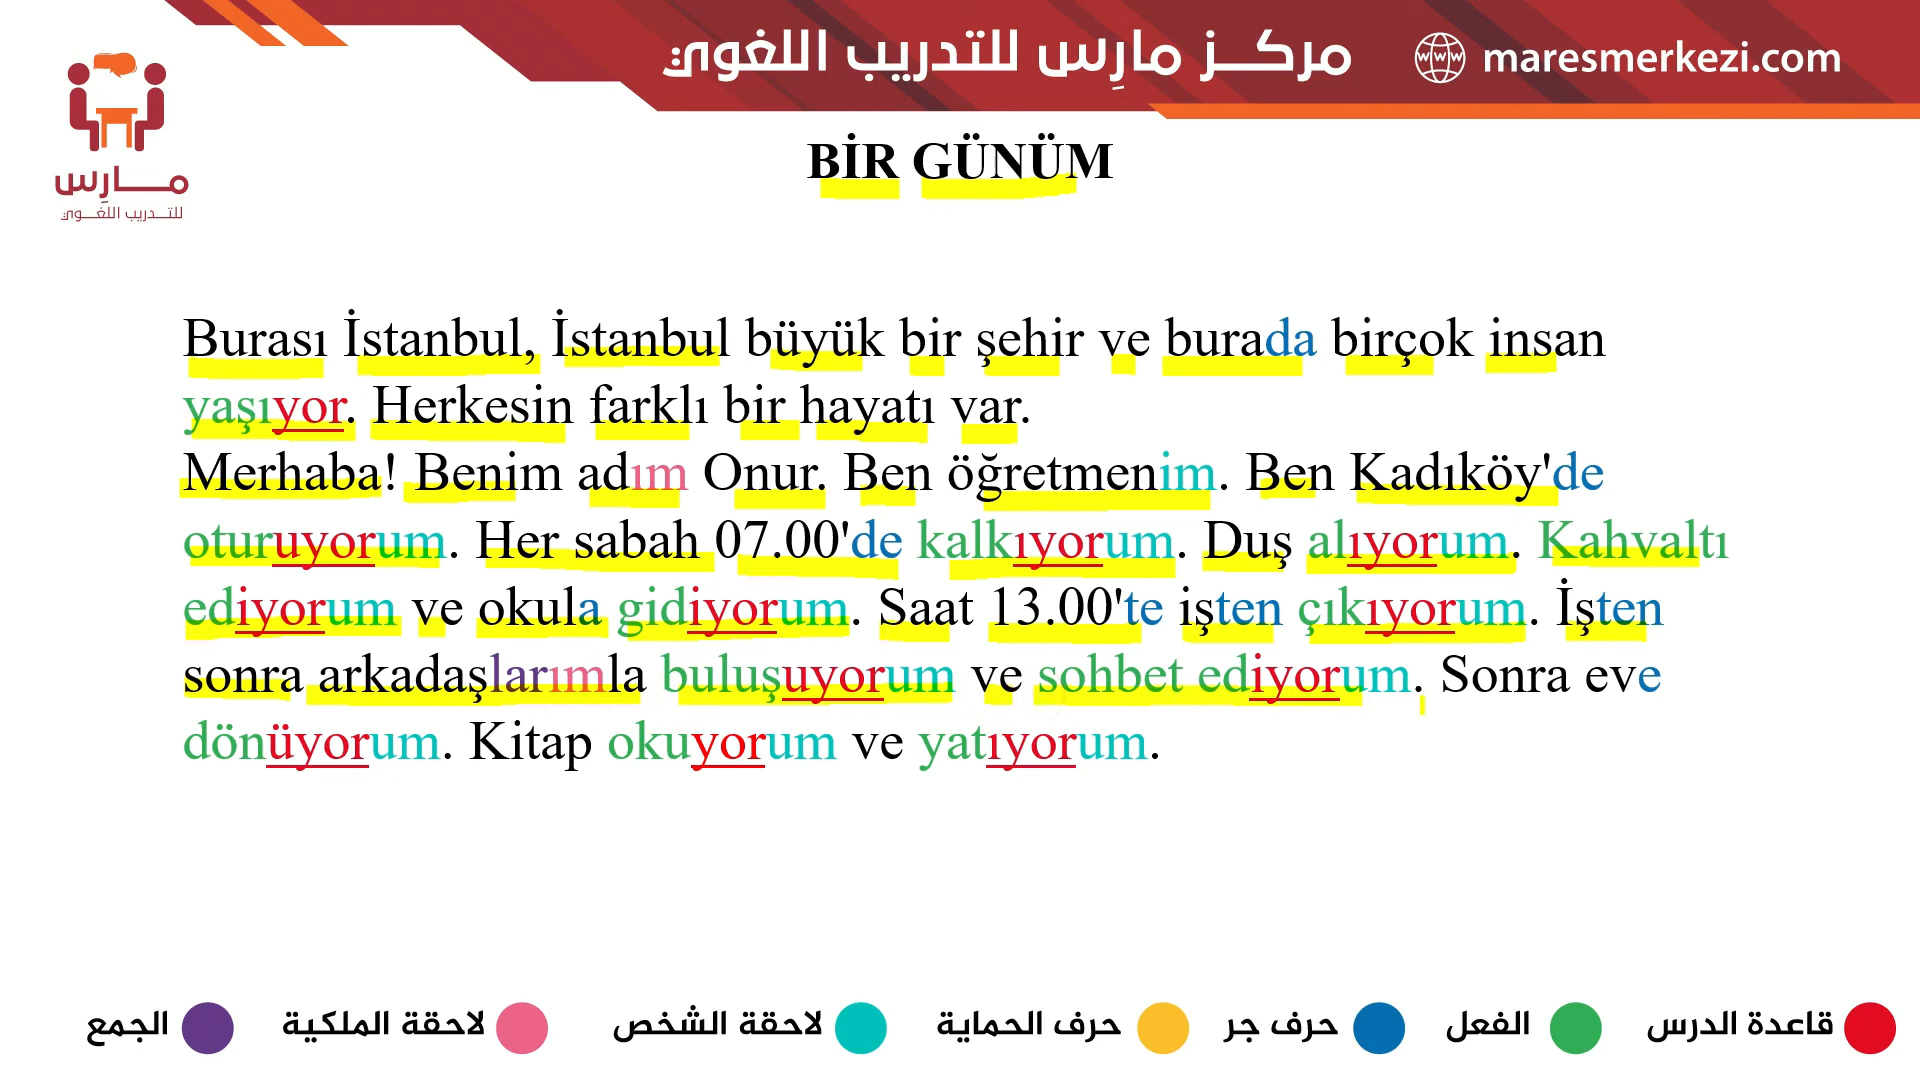 مركـــز مارِس للتدريب اللغوي
www
maresmerkezi.com
مـــارِس
للتـــدريب اللغـــوي
BİR GÜNÜM
Burası İstanbul, İstanbul büyük bir şehir ve burada birçok insan
yaşıyor. Herkesin farklı bir hayatı var.
Merhaba! Benim adım Onur. Ben öğretmenim. Ben Kadıköy'de
oturuyorum. Her sabah 07.00'de kalkıyorum. Duş alıyorum. Kahvaltı
ediyorum ve okula gidiyorum. Saat 13.00'te işten çıkıyorum. İşten
sonra arkadaşlarımla buluşuyorum ve sohbet ediyorum. Sonra eve
dönüyorum. Kitap okuyorum ve yatıyorum.
قاعدة الدرس
الفعل
حرف جر
حرف الحماية
لاحقة الشخص
لاحقة الملكية
الجمع